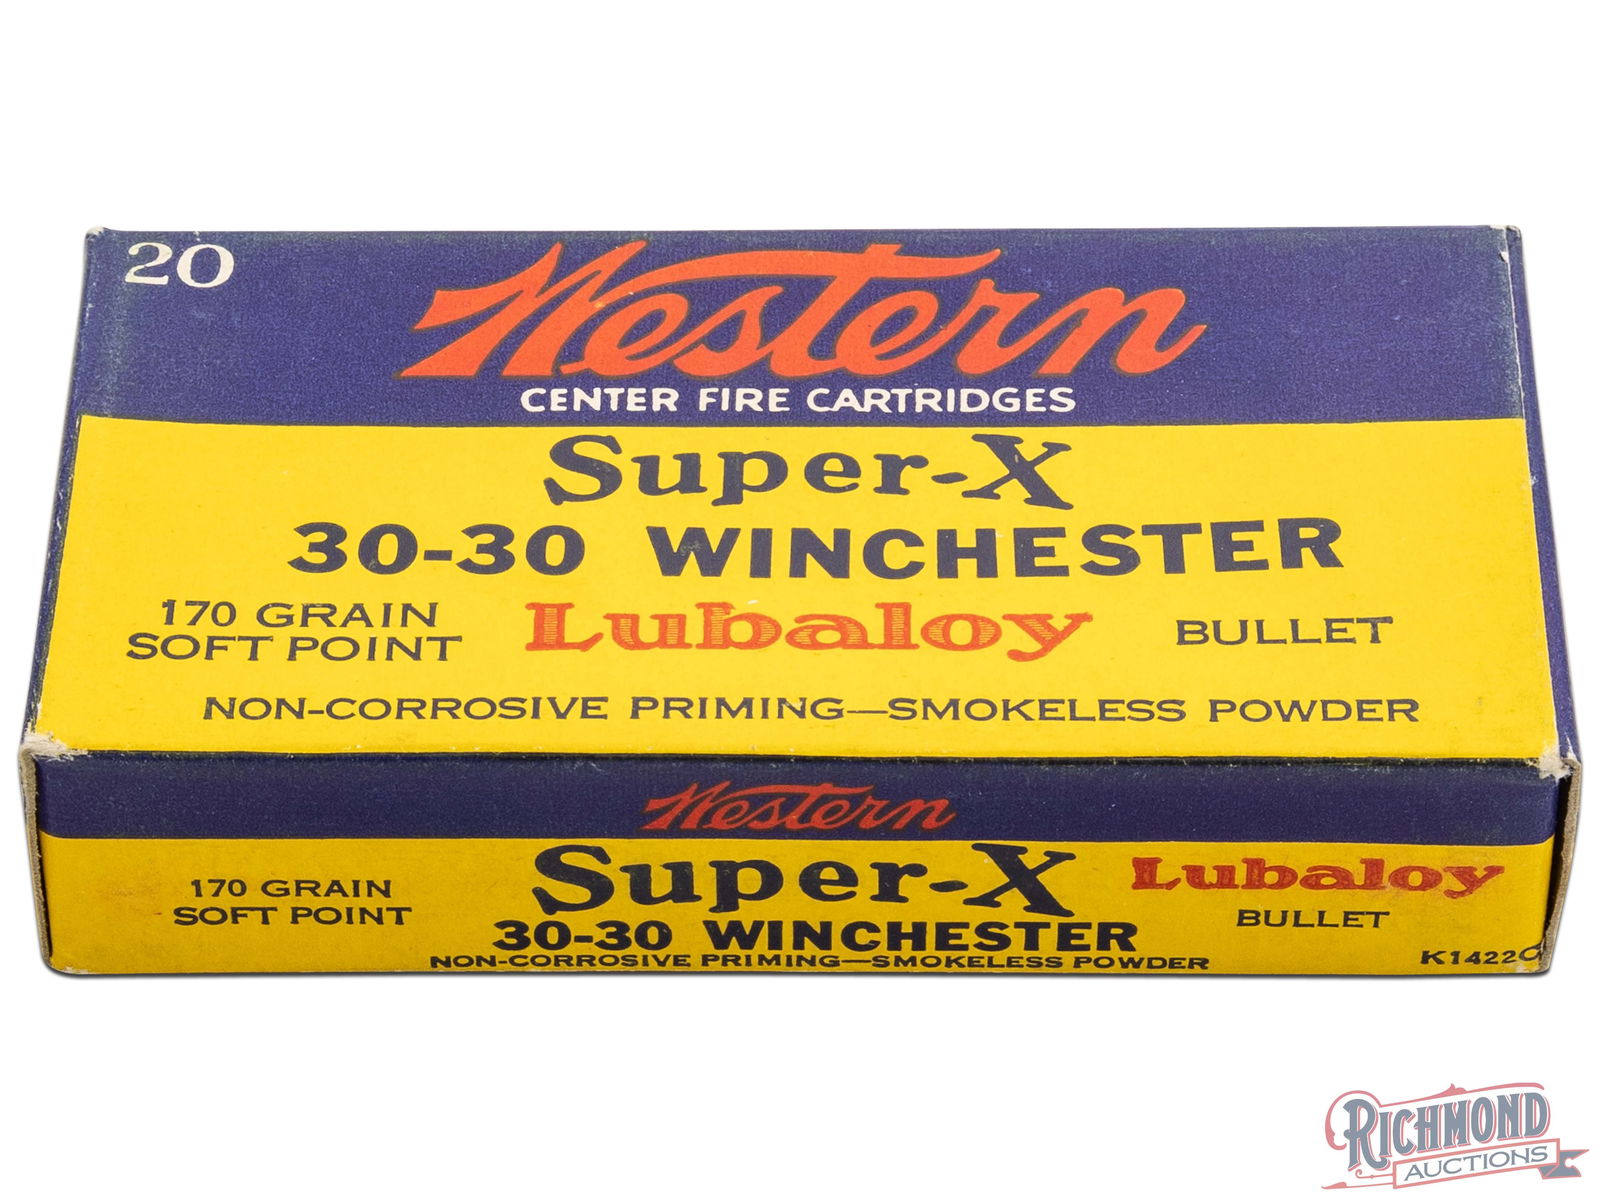 20
Western
CENTER FIRE CARTRIDGES
Super-X
30-30 WINCHESTER
170 GRAIN
SOFT POINT
Lubaloy
BULLET
NON-CORROSIVE PRIMING—SMOKELESS POWDER
Western
170 GRAIN
SOFT POINT
Super-X
30-30 WINCHESTER
Lubaloy
BULLET
NON-CORROSIVE PRIMING—SMOKELESS POWDER
K1422C
RICHMOND
AUCTIONS